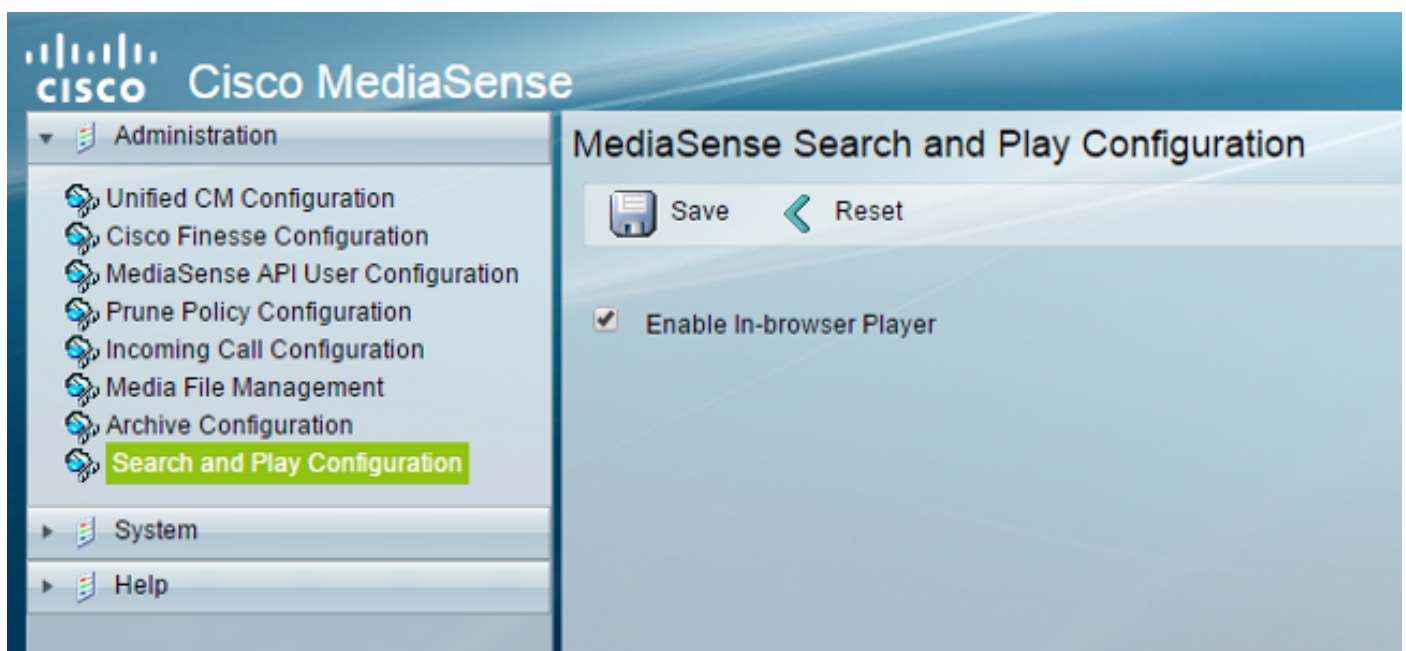 CISCO Cisco MediaSense
Administration
Unified CM Configuration
Cisco Finesse Configuration
MediaSense API User Configuration
Prune Policy Configuration
Incoming Call Configuration
Media File Management
Archive Configuration
Search and Play Configuration
System
Help
MediaSense Search and Play Configuration
Save Reset
Enable In-browser Player